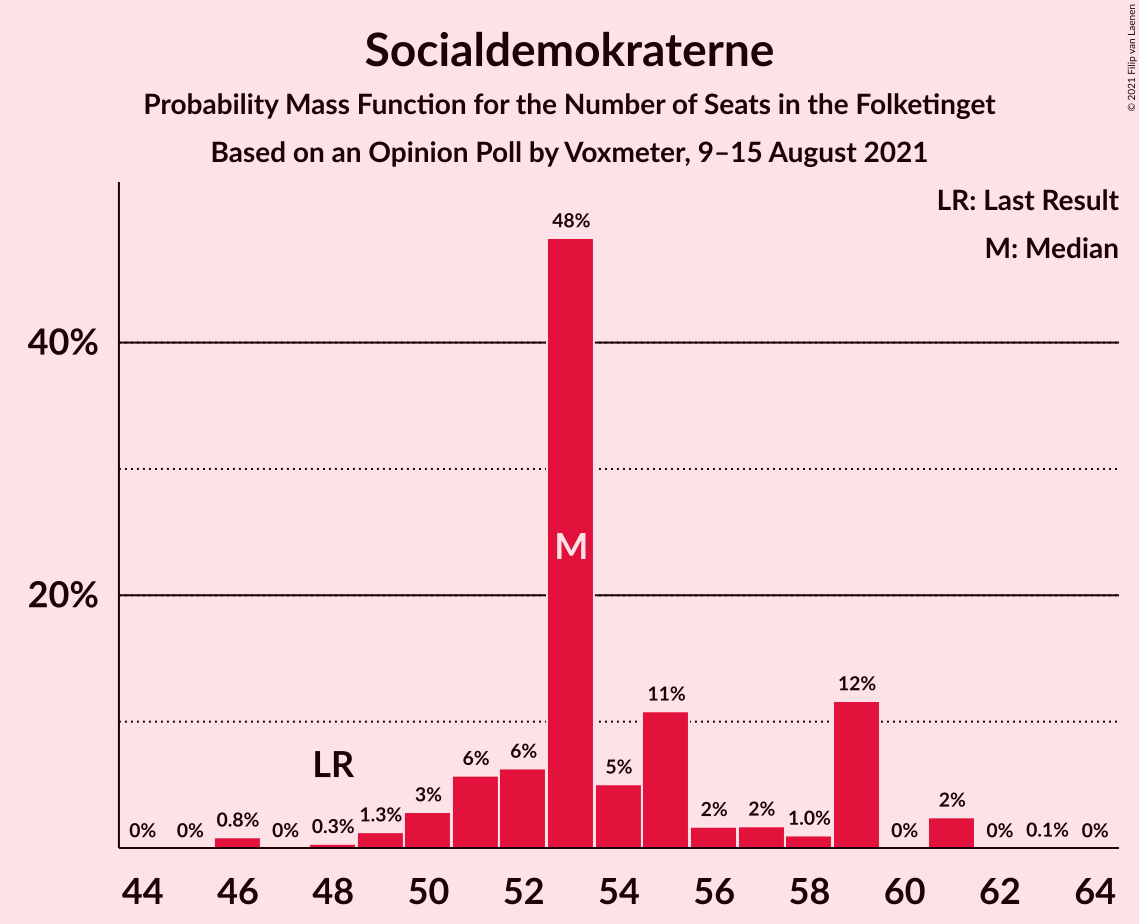 Socialdemokraterne
Probability Mass Function for the Number of Seats in the Folketinget
Based on an Opinion Poll by Voxmeter, 9–15 August 2021
© 2021 Filip van Laenen
LR: Last Result
M: Median
48%
40%
M
20%
12%
11%
LR
6% 6% 5%
0% 0% 0.8% 0% 0.3% 1.3% 3% 2% 2% 1.0% 0% 2% 0% 0.1% 0%
44 46 48 50 52 54 56 58 60 62 64